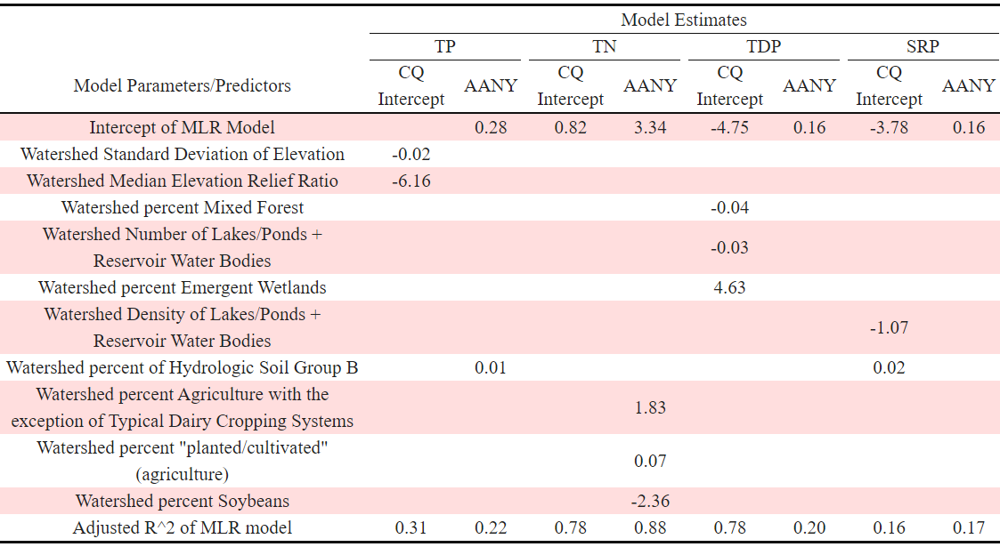 Model Estimates
TP TN TDP SRP
Model Parameters/Predictors CQ Intercept AANY CQ Intercept AANY CQ Intercept AANY CQ Intercept AANY
Intercept of MLR Model 0.28 0.82 3.34 -4.75 0.16 -3.78 0.16
Watershed Standard Deviation of Elevation -0.02
Watershed Median Elevation Relief Ratio -6.16
Watershed percent Mixed Forest -0.04
Watershed Number of Lakes/Ponds +
Reservoir Water Bodies -0.03
Watershed percent Emergent Wetlands 4.63
Watershed Density of Lakes/Ponds +
Reservoir Water Bodies -1.07
Watershed percent of Hydrologic Soil Group B 0.01 0.02
Watershed percent Agriculture with the
exception of Typical Dairy Cropping Systems 1.83
Watershed percent "planted/cultivated"
(agriculture) 0.07
Watershed percent Soybeans -2.36
Adjusted R^2 of MLR model 0.31 0.22 0.78 0.88 0.78 0.20 0.16 0.17